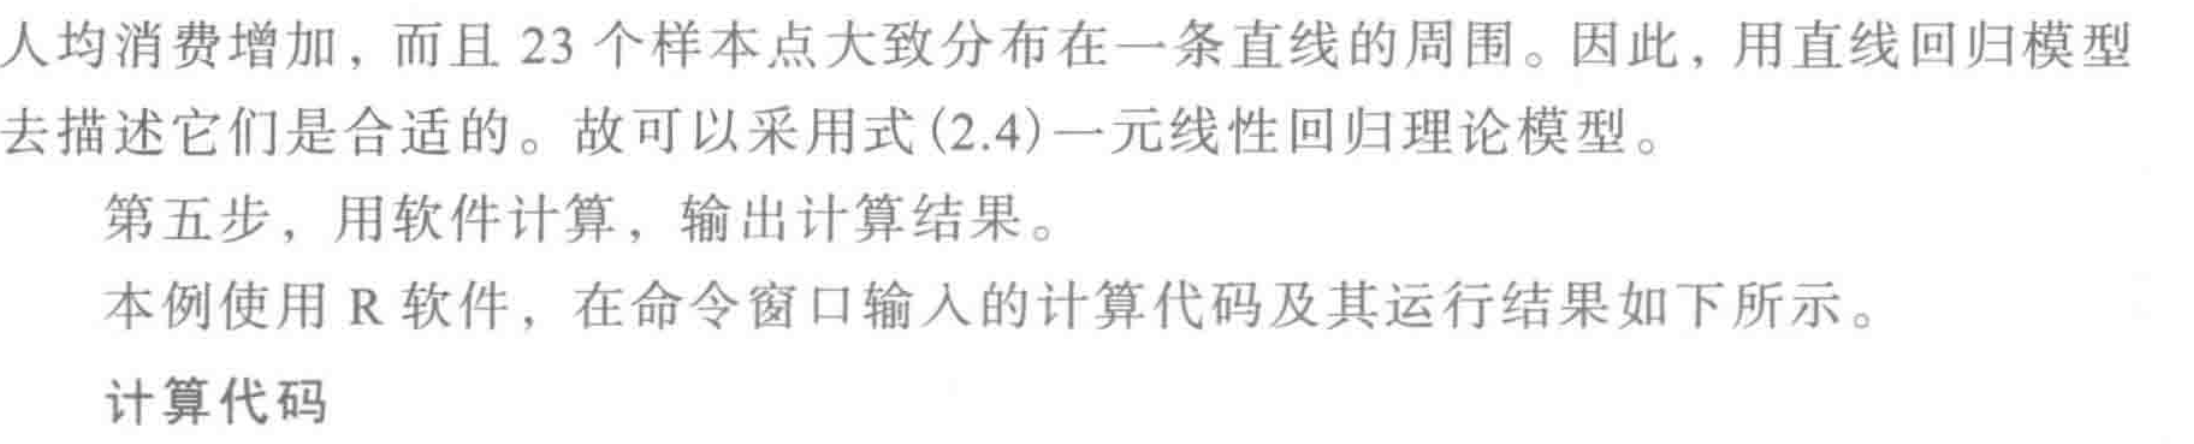 人均消费增加，而且 23 个样本点大致分布在一条直线的周围。因此，用直线回归模型
去描述它们是合适的。故可以采用式(2.4)一元线性回归理论模型。
第五步，用软件计算，输出计算结果。
本例使用 R 软件，在命令窗口输入的计算代码及其运行结果如下所示。
计算代码